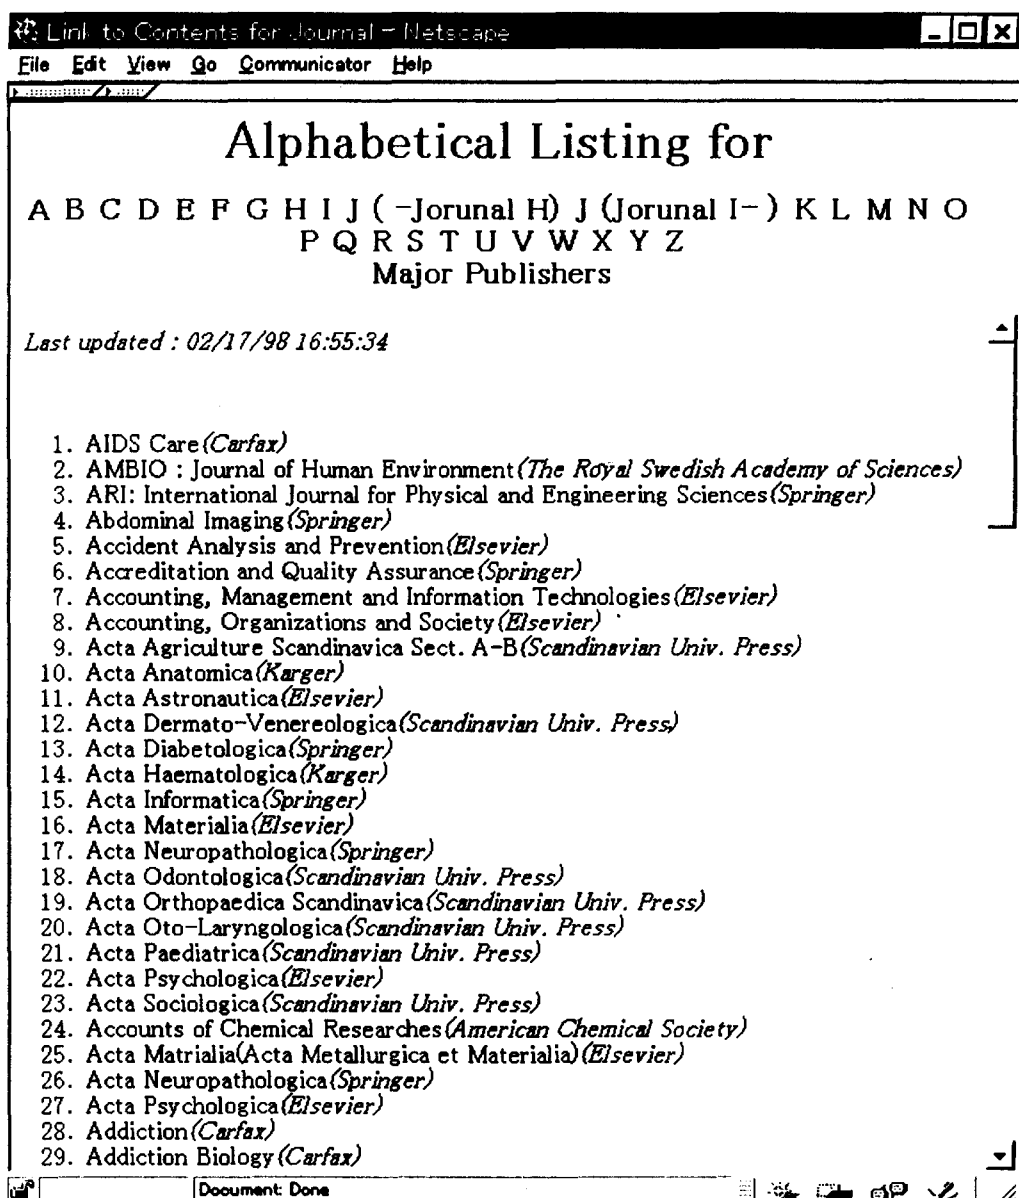 Link to Contents for Journal - Netscape
File Edit View Go Communicator Help
Alphabetical Listing for
A B C D E F G H I J ( -Jorunal H) J (Jorunal I- ) K L M N O
P Q R S T U V W X Y Z
Major Publishers
Last updated : 02/17/98 16:55:34
1. AIDS Care(Carfax)
2. AMBIO : Journal of Human Environment(The Royal Swedish Academy of Sciences)
3. ARI: International Journal for Physical and Engineering Sciences(Springer)
4. Abdominal Imaging(Springer)
5. Accident Analysis and Prevention(Elsevier)
6. Accreditation and Quality Assurance(Springer)
7. Accounting, Management and Information Technologies(Elsevier)
8. Accounting, Organizations and Society(Elsevier)
9. Acta Agriculture Scandinavica Sect. A-B(Scandinavian Univ. Press)
10. Acta Anatomica(Karger)
11. Acta Astronautica(Elsevier)
12. Acta Dermato-Venereologica(Scandinavian Univ. Press)
13. Acta Diabetologica(Springer)
14. Acta Haematologica(Karger)
15. Acta Informatica(Springer)
16. Acta Materialia(Elsevier)
17. Acta Neuropathologica(Springer)
18. Acta Odontologica(Scandinavian Univ. Press)
19. Acta Orthopaedica Scandinavica(Scandinavian Univ. Press)
20. Acta Oto-Laryngologica(Scandinavian Univ. Press)
21. Acta Paediatrica(Scandinavian Univ. Press)
22. Acta Psychologica(Elsevier)
23. Acta Sociologica(Scandinavian Univ. Press)
24. Accounts of Chemical Researches(American Chemical Society)
25. Acta Matrialia(Acta Metallurgica et Materialia)(Elsevier)
26. Acta Neuropathologica(Springer)
27. Acta Psychologica(Elsevier)
28. Addiction(Carfax)
29. Addiction Biology(Carfax)
Document: Done